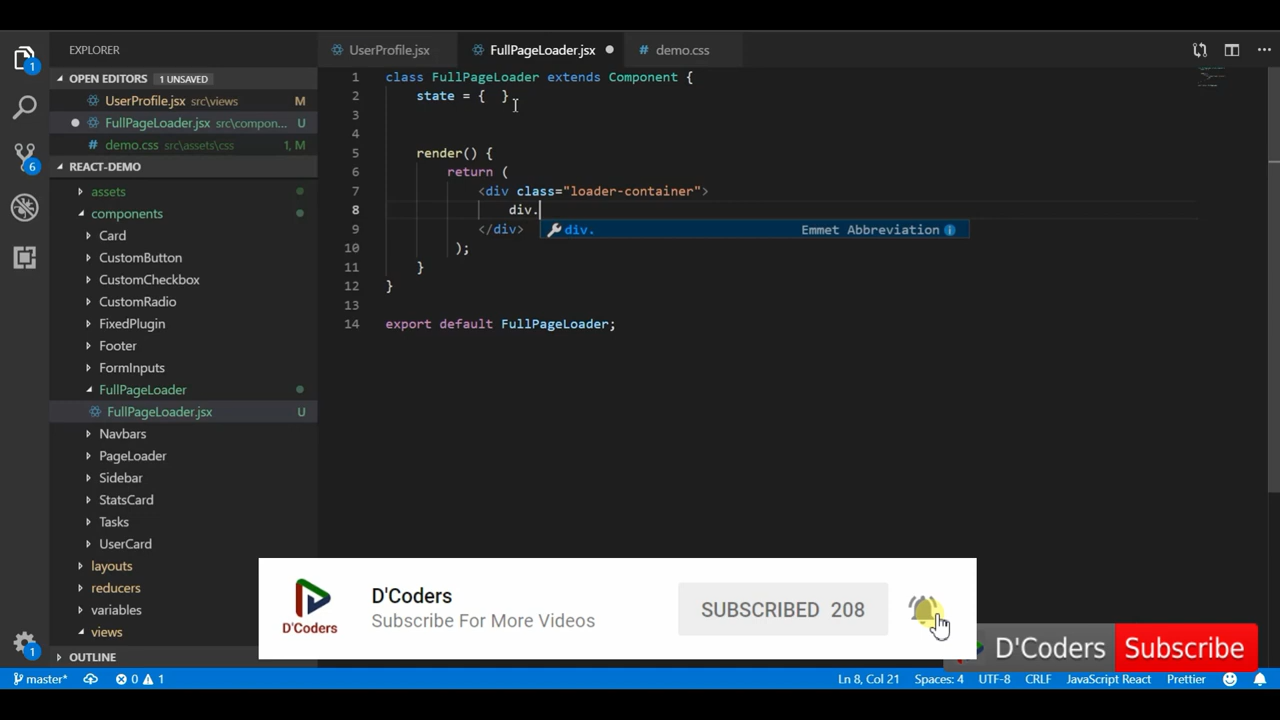 EXPLORER
OPEN EDITORS 1 UNSAVED
UserProfile.jsx src\views M
FullPageLoader.jsx src\compon... U
demo.css src\assets\css 1, M
REACT-DEMO
assets
components
Card
CustomButton
CustomCheckbox
CustomRadio
FixedPlugin
Footer
FormInputs
FullPageLoader
FullPageLoader.jsx U
Navbars
PageLoader
Sidebar
StatsCard
Tasks
UserCard
layouts
reducers
variables
views
OUTLINE
1
6
1
UserProfile.jsx FullPageLoader.jsx demo.css
1 class FullPageLoader extends Component {
2 state = { }
3
4
5 render() {
6 return (
7 <div class="loader-container">
8 div.
div. Emmet Abbreviation
9 </div>
10 );
11 }
12 }
13
14 export default FullPageLoader;
D'Coders
D'Coders
Subscribe For More Videos
SUBSCRIBED 208
D'Coders Subscribe
master* 0 1 Ln 8, Col 21 Spaces: 4 UTF-8 CRLF JavaScript React Prettier